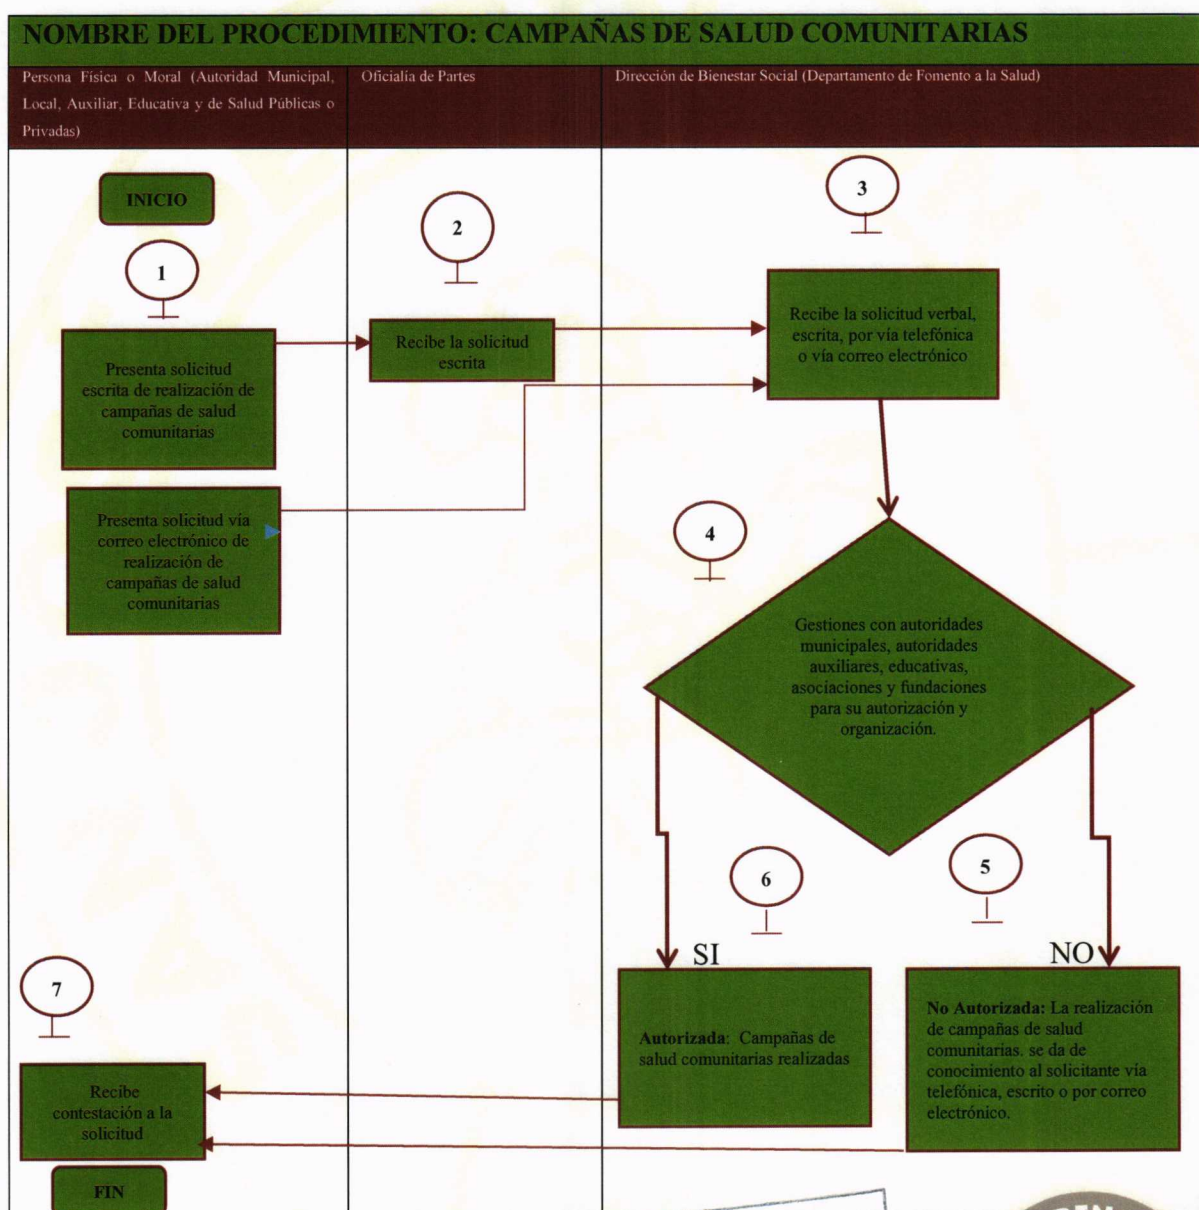 NOMBRE DEL PROCEDIMIENTO: CAMPAÑAS DE SALUD COMUNITARIAS
Persona Física o Moral (Autoridad Municipal,
Local, Auxiliar, Educativa y de Salud Públicas o
Privadas)
Oficialía de Partes
Dirección de Bienestar Social (Departamento de Fomento a la Salud)
INICIO
1
Presenta solicitud
escrita de realización de
campañas de salud
comunitarias
Presenta solicitud vía
correo electrónico de
realización de
campañas de salud
comunitarias
2
Recibe la solicitud
escrita
3
Recibe la solicitud verbal,
escrita, por vía telefónica
o vía correo electrónico
4
Gestiones con autoridades
municipales, autoridades
auxiliares, educativas,
asociaciones y fundaciones
para su autorización y
organización.
6
5
SI
NO
Autorizada: Campañas de
salud comunitarias realizadas
No Autorizada: La realización
de campañas de salud
comunitarias. se da de
conocimiento al solicitante vía
telefónica, escrito o por correo
electrónico.
7
Recibe
contestación a la
solicitud
FIN